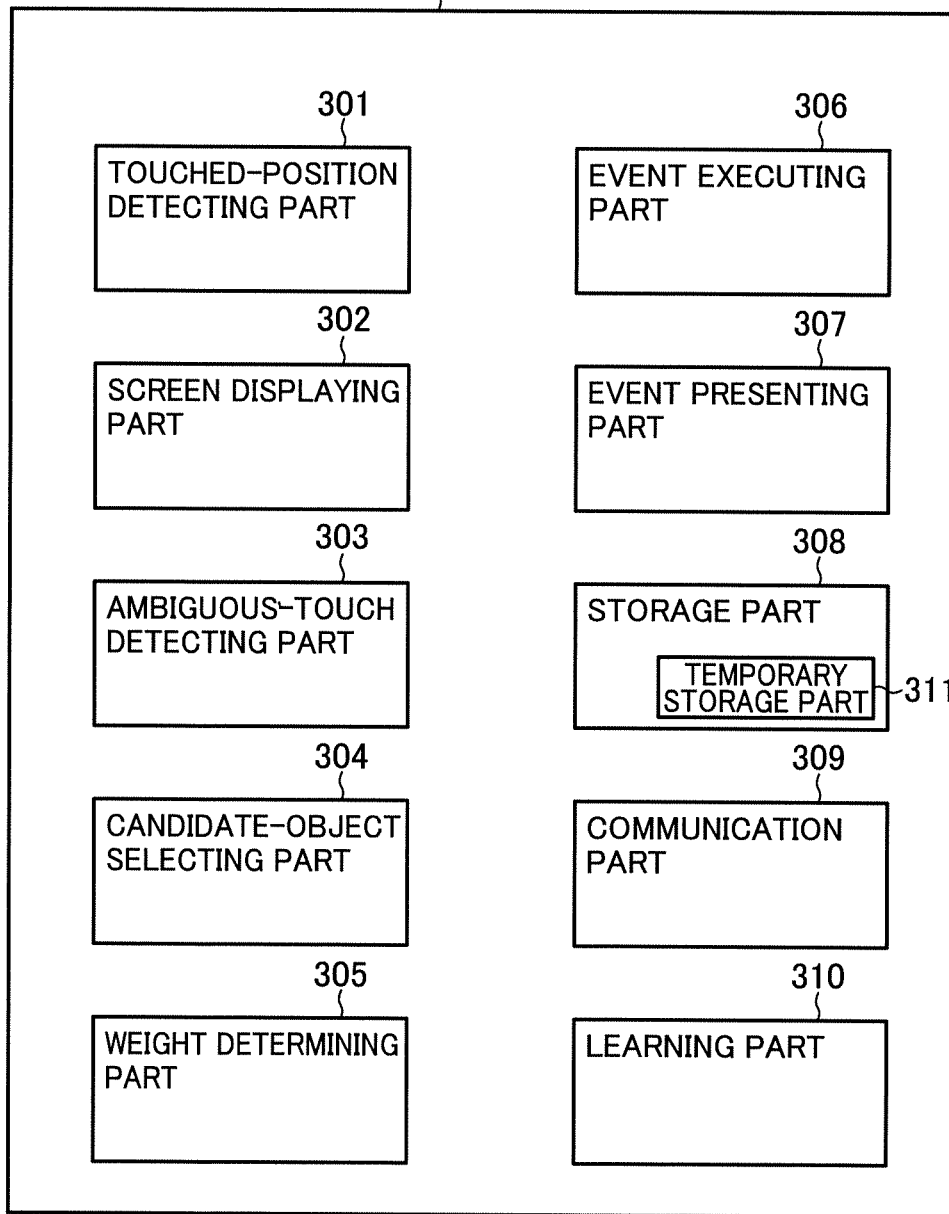 301
TOUCHED-POSITION
DETECTING PART
302
SCREEN DISPLAYING
PART
303
AMBIGUOUS-TOUCH
DETECTING PART
304
CANDIDATE-OBJECT
SELECTING PART
305
WEIGHT DETERMINING
PART
306
EVENT EXECUTING
PART
307
EVENT PRESENTING
PART
308
STORAGE PART
TEMPORARY
STORAGE PART
311
309
COMMUNICATION
PART
310
LEARNING PART